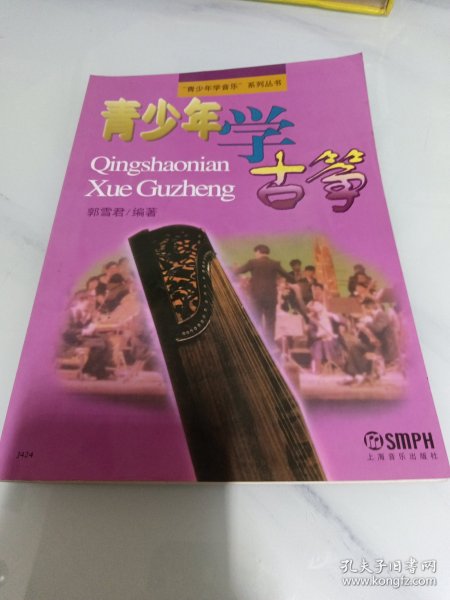 "青少年学音乐"系列丛书
青少年学
Qingshaonian
Xue Guzheng
古筝
郭雪君/编著
J424
SMPH
上海音乐出版社
孔夫子旧书网
www.kongfz.com